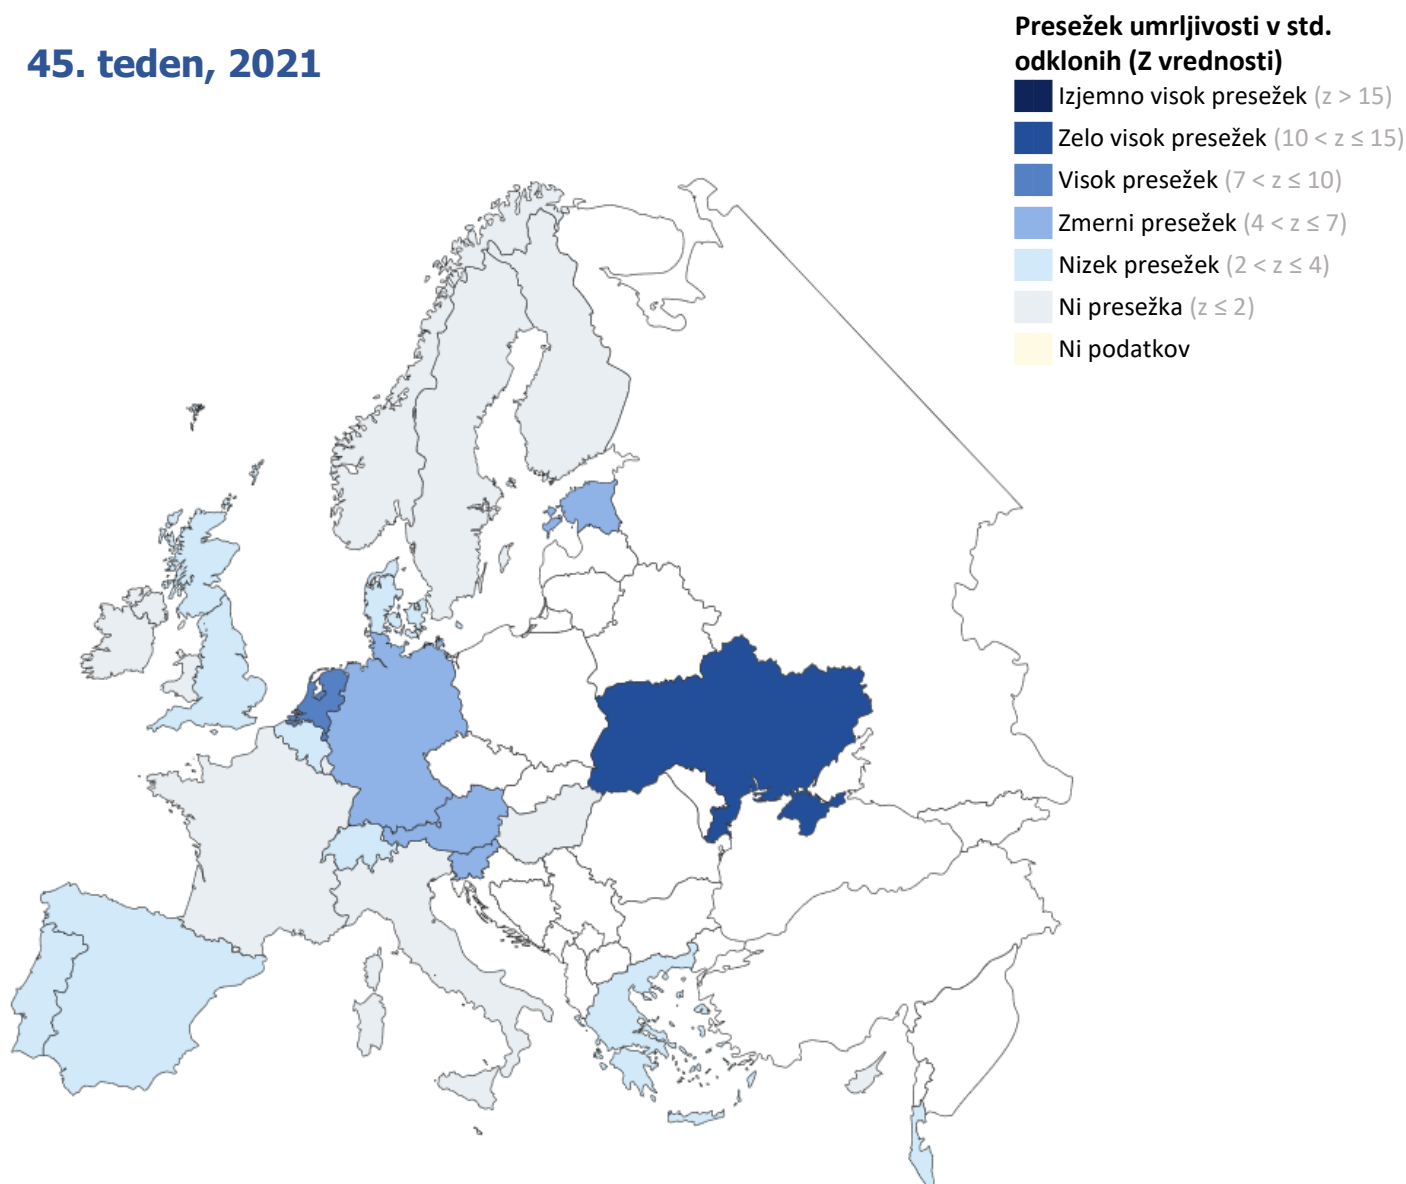 45. teden, 2021
Presežek umrljivosti v std.
odklonih (Z vrednosti)
Izjemno visok presežek (z > 15)
Zelo visok presežek (10 < z ≤ 15)
Visok presežek (7 < z ≤ 10)
Zmerni presežek (4 < z ≤ 7)
Nizek presežek (2 < z ≤ 4)
Ni presežka (z ≤ 2)
Ni podatkov